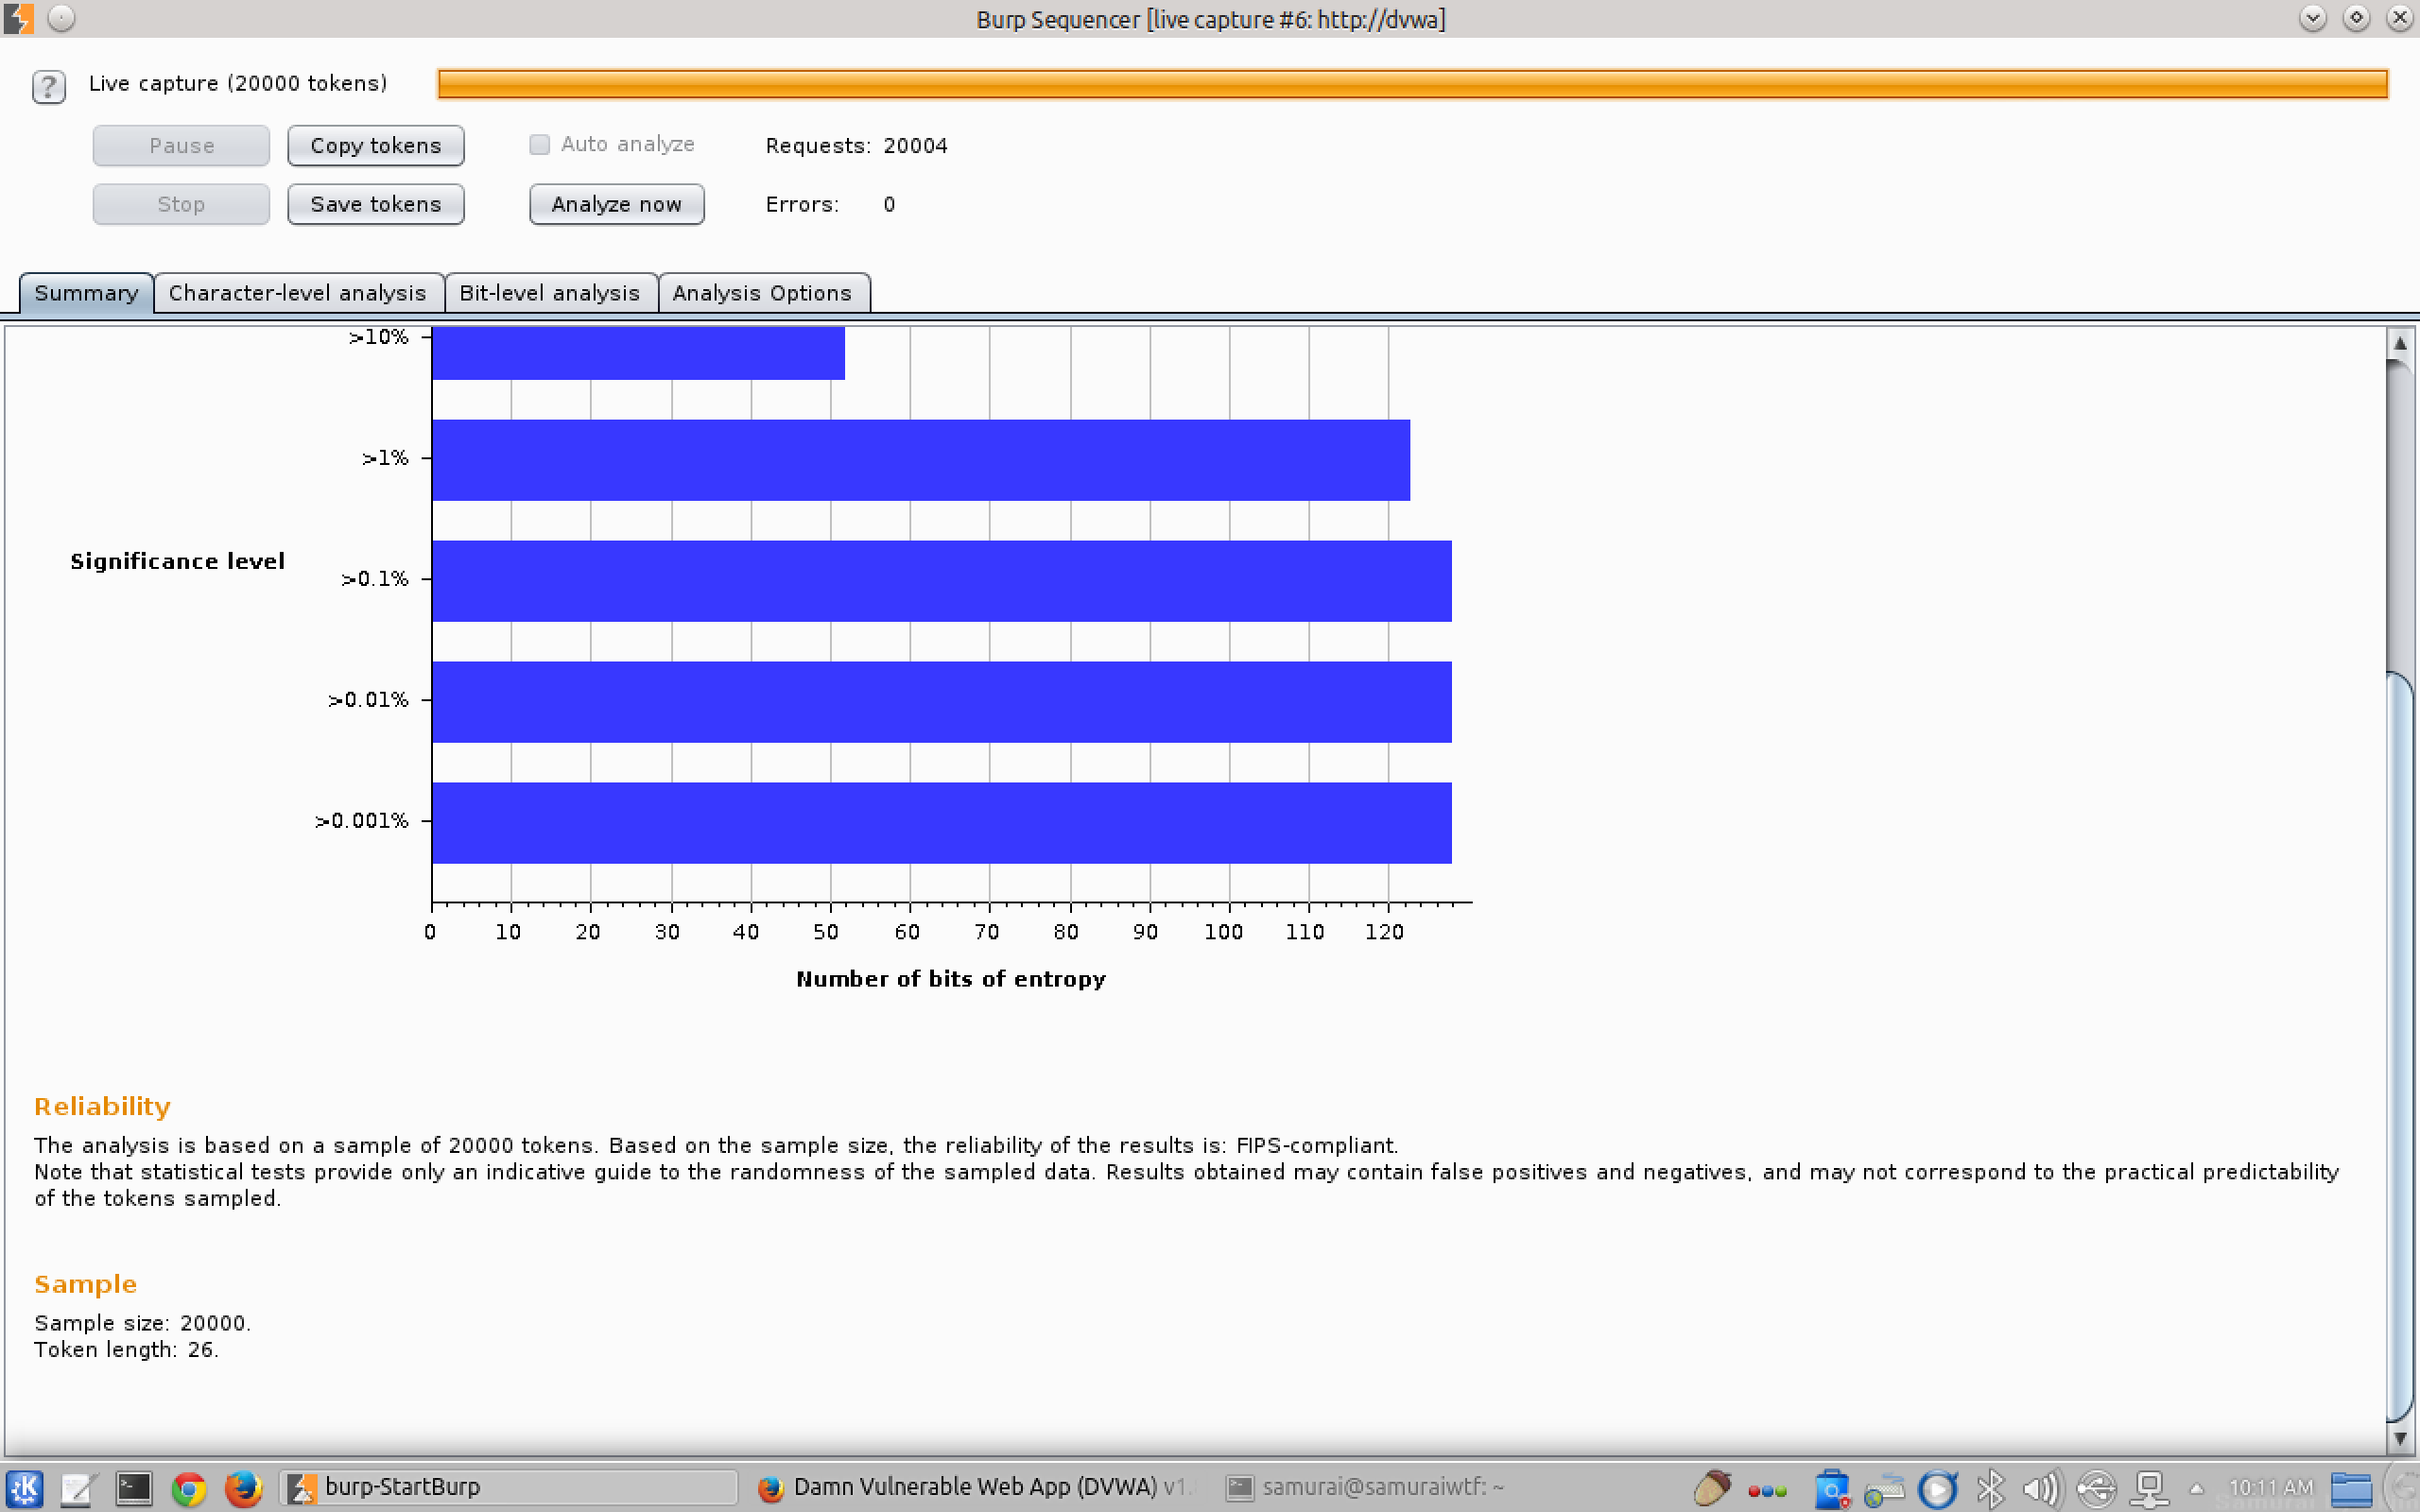 Burp Sequencer [live capture #6: http://dvwa]
? Live capture (20000 tokens)
Pause Copy tokens Auto analyze Requests: 20004
Stop Save tokens Analyze now Errors: 0
Summary Character-level analysis Bit-level analysis Analysis Options
>10%
>1%
Significance level
>0.1%
>0.01%
>0.001%
0 10 20 30 40 50 60 70 80 90 100 110 120
Number of bits of entropy
Reliability
The analysis is based on a sample of 20000 tokens. Based on the sample size, the reliability of the results is: FIPS-compliant.
Note that statistical tests provide only an indicative guide to the randomness of the sampled data. Results obtained may contain false positives and negatives, and may not correspond to the practical predictability
of the tokens sampled.
Sample
Sample size: 20000.
Token length: 26.
burp-StartBurp Damn Vulnerable Web App (DVWA) v1. samurai@samuraiwtf: ~ 10:11 AM